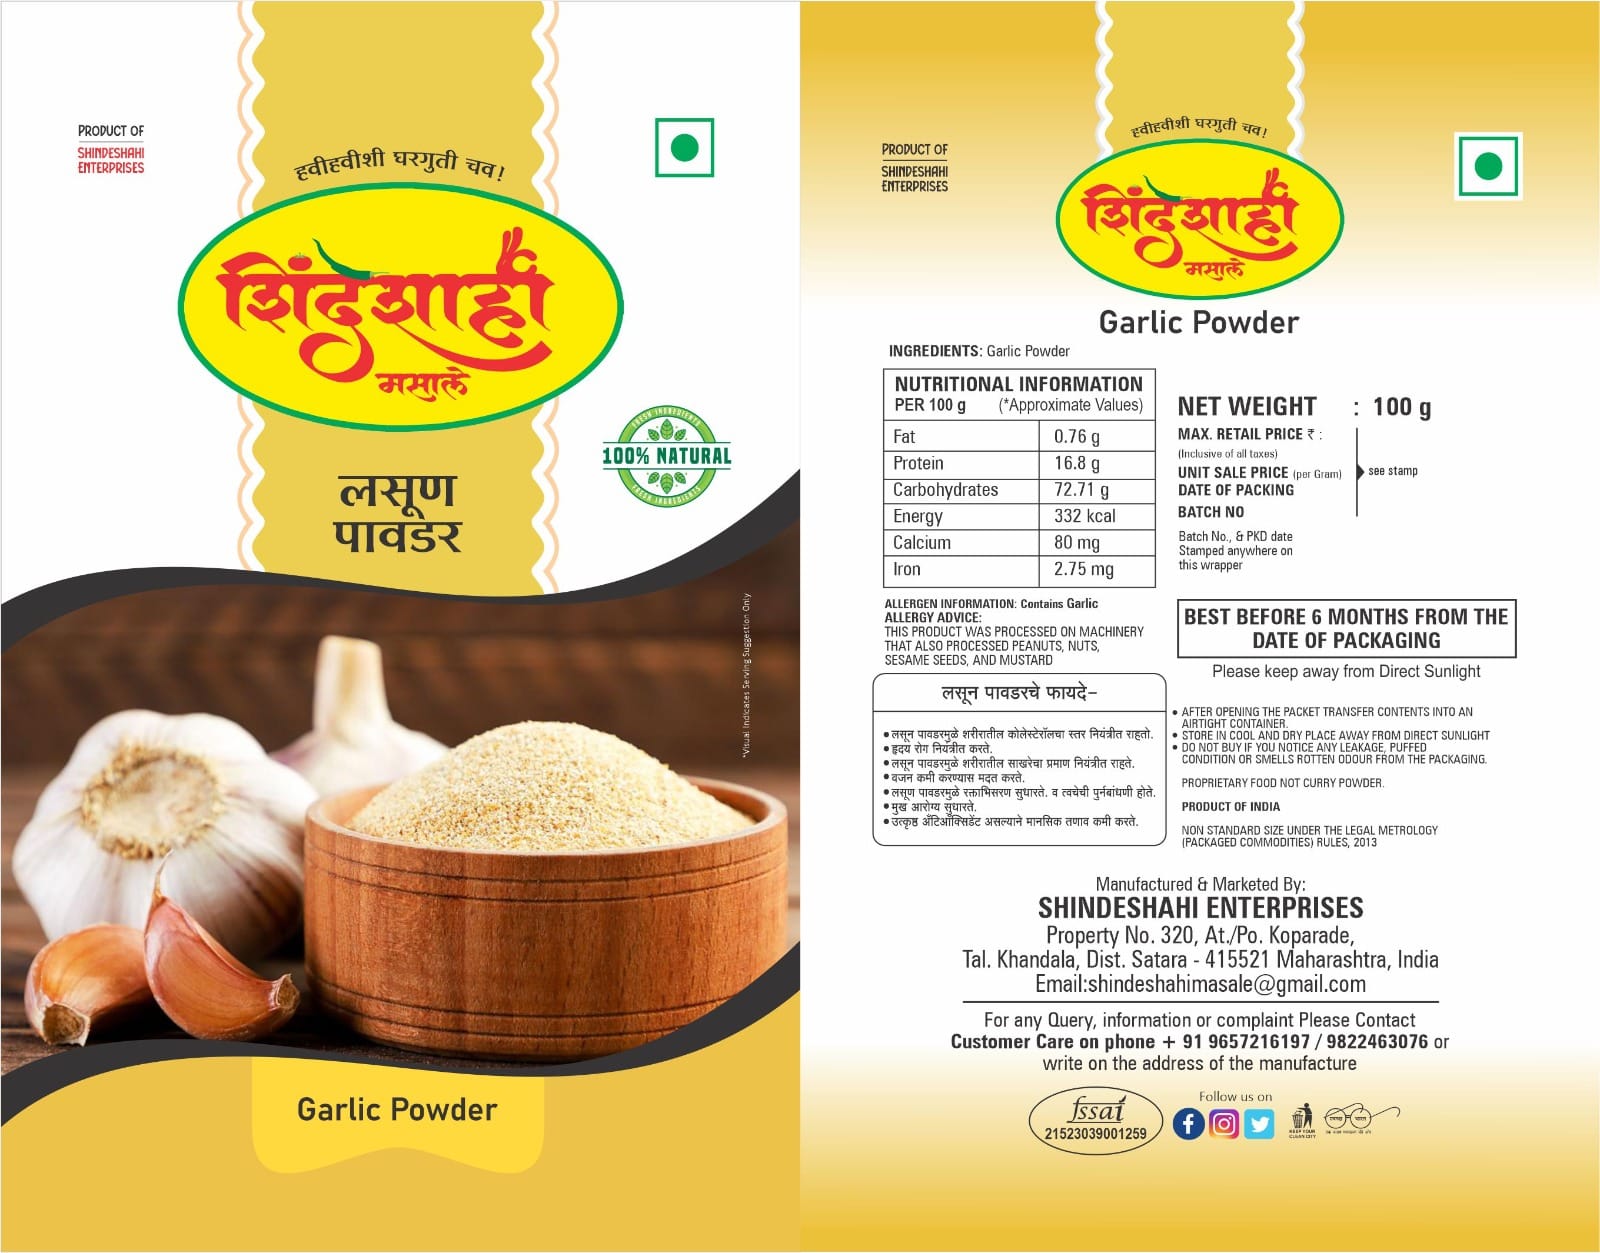 PRODUCT OF
SHINDESHAHI
ENTERPRISES
हवीहवीशी घरगुती चव!
शिंदेशाही
मसाले
FRESH INGREDIENTS
100% NATURAL
FRESH INGREDIENTS
लसूण
पावडर
*Visual Indicates Serving Suggestion Only
Garlic Powder
PRODUCT OF
SHINDESHAHI
ENTERPRISES
हवीहवीशी घरगुती चव!
शिंदेशाही
मसाले
Garlic Powder
INGREDIENTS: Garlic Powder
NUTRITIONAL INFORMATION
PER 100 g (*Approximate Values)
Fat 0.76 g
Protein 16.8 g
Carbohydrates 72.71 g
Energy 332 kcal
Calcium 80 mg
Iron 2.75 mg
ALLERGEN INFORMATION: Contains Garlic
ALLERGY ADVICE:
THIS PRODUCT WAS PROCESSED ON MACHINERY
THAT ALSO PROCESSED PEANUTS, NUTS,
SESAME SEEDS, AND MUSTARD
लसून पावडरचे फायदे-
• लसून पावडरमुळे शरीरातील कोलेस्टेरॉलचा स्तर नियंत्रीत राहतो.
• हृदय रोग नियंत्रीत करते.
• लसून पावडरमुळे शरीरातील साखरेचा प्रमाण नियंत्रीत राहते.
• वजन कमी करण्यास मदत करते.
• लसूण पावडरमुळे रक्ताभिसरण सुधारते. व त्वचेची पुर्नबांधणी होते.
• मुख आरोग्य सुधारते.
• उत्कृष्ठ अँटिऑक्सिडेंट असल्याने मानसिक तणाव कमी करते.
NET WEIGHT : 100 g
MAX. RETAIL PRICE ₹ :
(Inclusive of all taxes)
UNIT SALE PRICE (per Gram)
see stamp
DATE OF PACKING
BATCH NO
Batch No., & PKD date
Stamped anywhere on
this wrapper
BEST BEFORE 6 MONTHS FROM THE
DATE OF PACKAGING
Please keep away from Direct Sunlight
• AFTER OPENING THE PACKET TRANSFER CONTENTS INTO AN
AIRTIGHT CONTAINER.
• STORE IN COOL AND DRY PLACE AWAY FROM DIRECT SUNLIGHT
• DO NOT BUY IF YOU NOTICE ANY LEAKAGE, PUFFED
CONDITION OR SMELLS ROTTEN ODOUR FROM THE PACKAGING.
PROPRIETARY FOOD NOT CURRY POWDER.
PRODUCT OF INDIA
NON STANDARD SIZE UNDER THE LEGAL METROLOGY
(PACKAGED COMMODITIES) RULES, 2013
Manufactured & Marketed By:
SHINDESHAHI ENTERPRISES
Property No. 320, At./Po. Koparade,
Tal. Khandala, Dist. Satara - 415521 Maharashtra, India
Email:shindeshahimasale@gmail.com
For any Query, information or complaint Please Contact
Customer Care on phone + 91 9657216197 / 9822463076 or
write on the address of the manufacture
fssai
21523039001259
Follow us on
KEEP YOUR
CLEAN CITY
स्वच्छ भारत